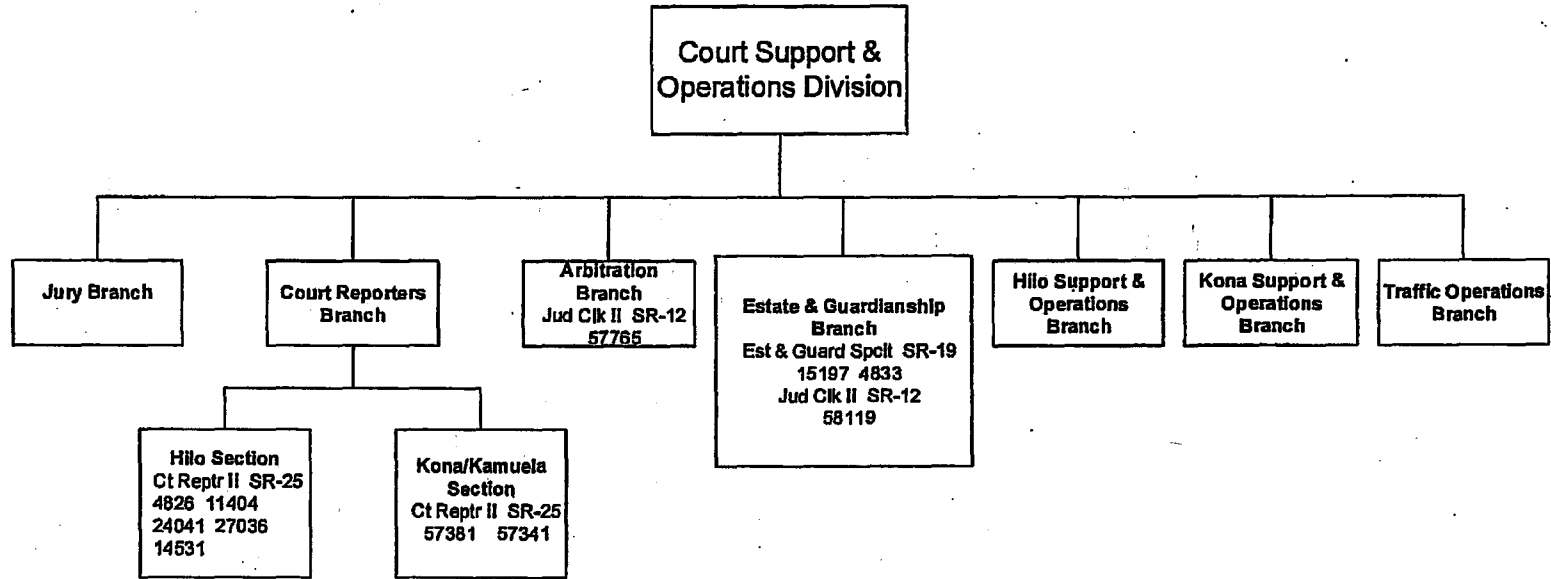 Court Support &
Operations Division
Jury Branch
Court Reporters
Branch
Arbitration
Branch
Jud Clk II SR-12
57765
Estate & Guardianship
Branch
Est & Guard Spclt SR-19
15197 4833
Jud Clk II SR-12
58119
Hilo Support &
Operations
Branch
Kona Support &
Operations
Branch
Traffic Operations
Branch
Hilo Section
Ct Reptr II SR-25
4826 11404
24041 27036
14531
Kona/Kamuela
Section
Ct Reptr II SR-25
57381 57341